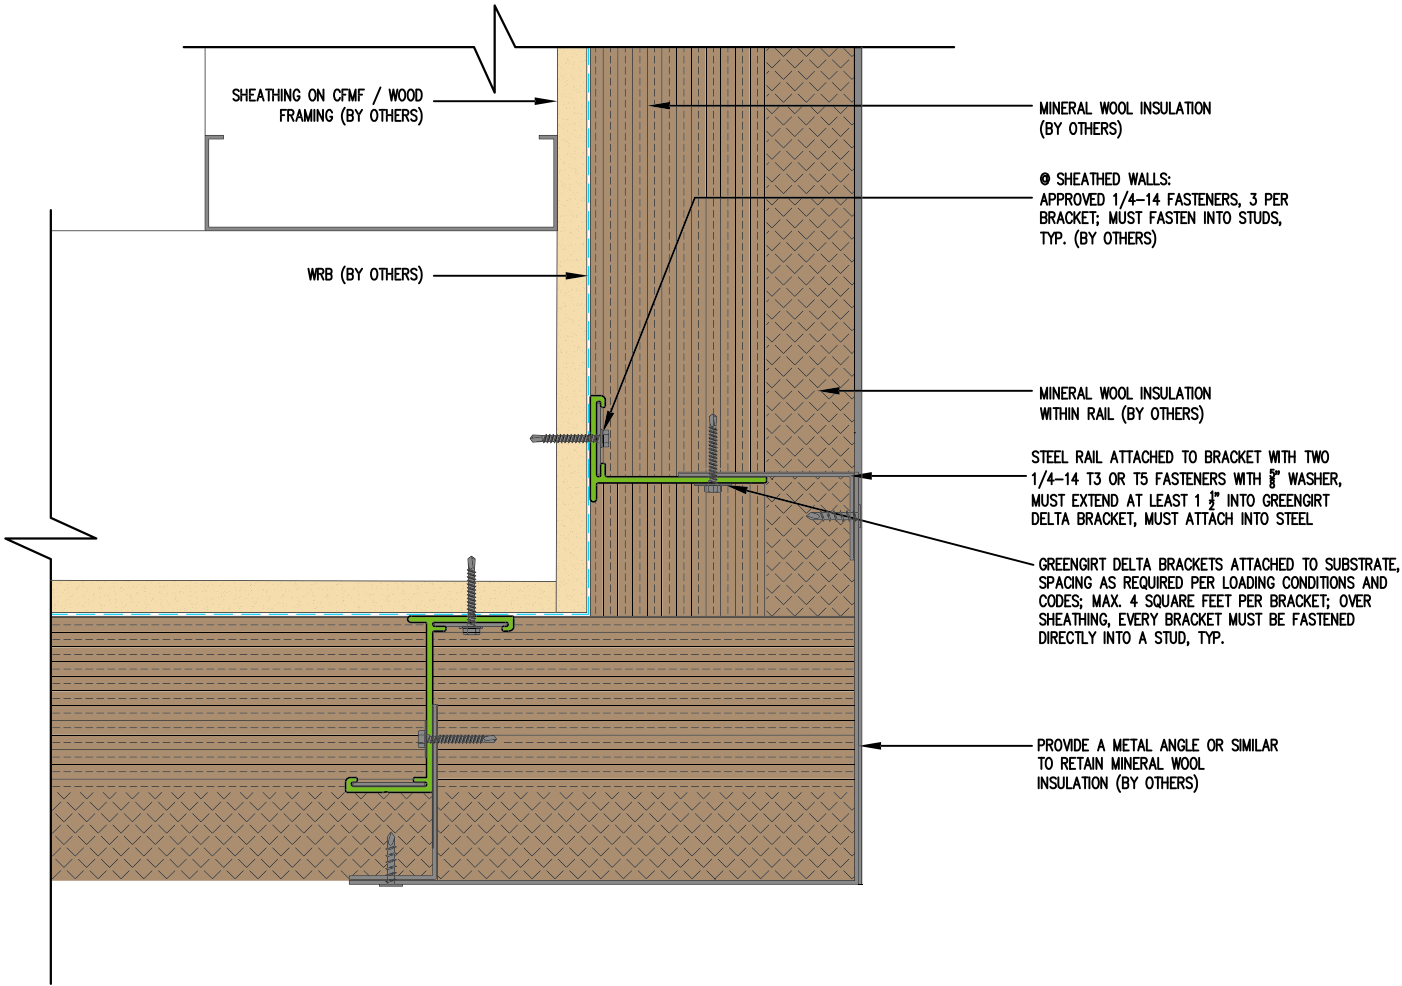 SHEATHING ON CFMF / WOOD
FRAMING (BY OTHERS)
WRB (BY OTHERS)
MINERAL WOOL INSULATION
(BY OTHERS)
@ SHEATHED WALLS:
APPROVED 1/4-14 FASTENERS, 3 PER
BRACKET; MUST FASTEN INTO STUDS,
TYP. (BY OTHERS)
MINERAL WOOL INSULATION
WITHIN RAIL (BY OTHERS)
STEEL RAIL ATTACHED TO BRACKET WITH TWO
1/4-14 T3 OR T5 FASTENERS WITH 5/8" WASHER,
MUST EXTEND AT LEAST 1 1/2" INTO GREENGIRT
DELTA BRACKET, MUST ATTACH INTO STEEL
GREENGIRT DELTA BRACKETS ATTACHED TO SUBSTRATE,
SPACING AS REQUIRED PER LOADING CONDITIONS AND
CODES; MAX. 4 SQUARE FEET PER BRACKET; OVER
SHEATHING, EVERY BRACKET MUST BE FASTENED
DIRECTLY INTO A STUD, TYP.
PROVIDE A METAL ANGLE OR SIMILAR
TO RETAIN MINERAL WOOL
INSULATION (BY OTHERS)